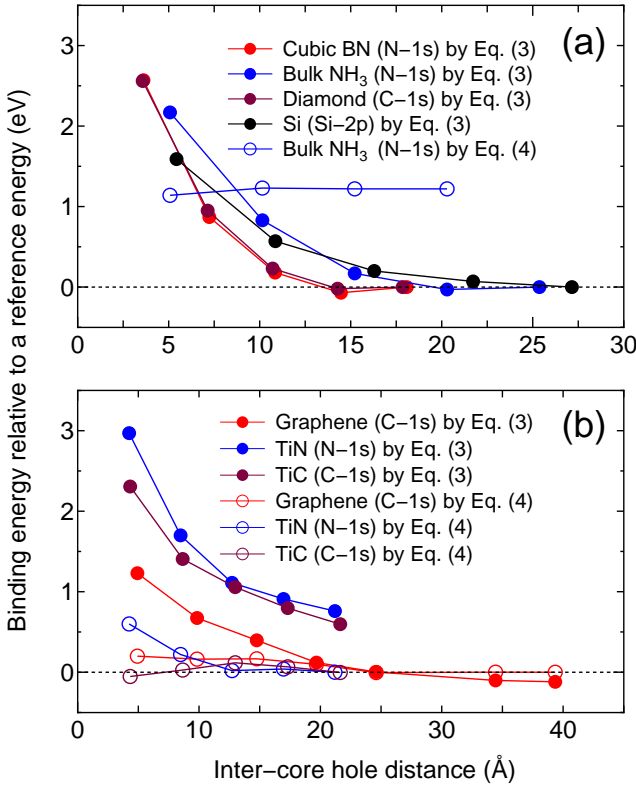 Binding energy relative to a reference energy (eV)
(a)
Cubic BN (N−1s) by Eq. (3)
Bulk NH3 (N−1s) by Eq. (3)
Diamond (C−1s) by Eq. (3)
Si (Si−2p) by Eq. (3)
Bulk NH3 (N−1s) by Eq. (4)
3
2
1
0
0 5 10 15 20 25 30
(b)
Graphene (C−1s) by Eq. (3)
TiN (N−1s) by Eq. (3)
TiC (C−1s) by Eq. (3)
Graphene (C−1s) by Eq. (4)
TiN (N−1s) by Eq. (4)
TiC (C−1s) by Eq. (4)
3
2
1
0
0 10 20 30 40
Inter−core hole distance (Å)